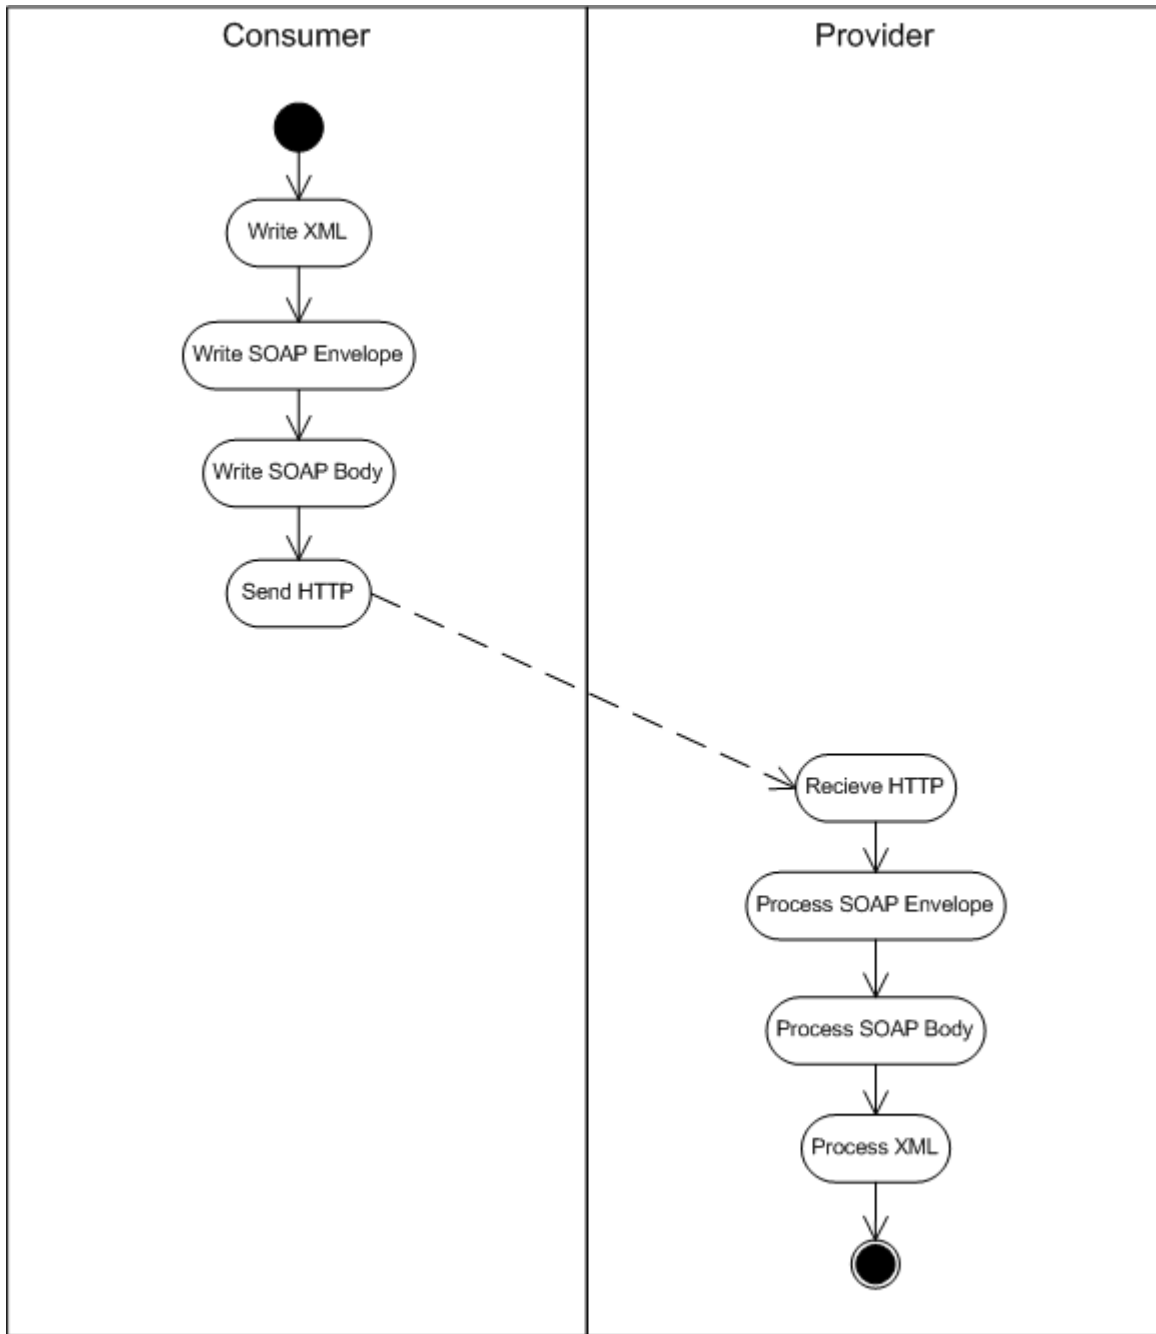 Consumer
Provider
Write XML
Write SOAP Envelope
Write SOAP Body
Send HTTP
Recieve HTTP
Process SOAP Envelope
Process SOAP Body
Process XML